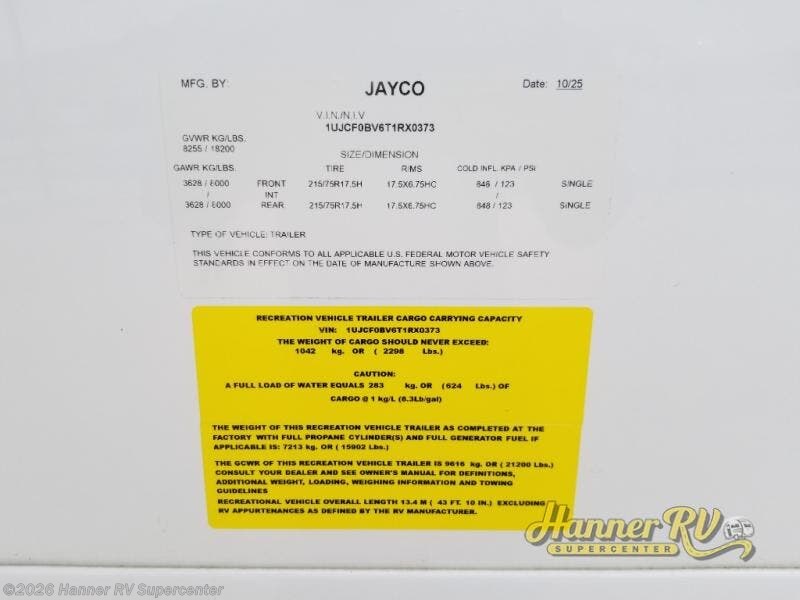 MFG. BY: JAYCO Date: 10/25
V.I.N./N.I.V
1UJCF0BV6T1RX0373
GVWR KG/LBS.
8255 / 18200
SIZE/DIMENSION
GAWR KG/LBS. TIRE RIMS COLD INFL. KPA / PSI
3628 / 8000 FRONT 215/75R17.5H 17.5X6.75HC 848 / 123 SINGLE
/ INT /
3628 / 8000 REAR 215/75R17.5H 17.5X6.75HC 848 / 123 SINGLE
TYPE OF VEHICLE: TRAILER
THIS VEHICLE CONFORMS TO ALL APPLICABLE U.S. FEDERAL MOTOR VEHICLE SAFETY
STANDARDS IN EFFECT ON THE DATE OF MANUFACTURE SHOWN ABOVE.
RECREATION VEHICLE TRAILER CARGO CARRYING CAPACITY
VIN: 1UJCF0BV6T1RX0373
THE WEIGHT OF CARGO SHOULD NEVER EXCEED:
1042 kg. OR ( 2298 Lbs.)
CAUTION:
A FULL LOAD OF WATER EQUALS 283 kg. OR (624 Lbs.) OF
CARGO @ 1 kg/L (8.3Lb/gal)
THE WEIGHT OF THIS RECREATION VEHICLE TRAILER AS COMPLETED AT THE
FACTORY WITH FULL PROPANE CYLINDER(S) AND FULL GENERATOR FUEL IF
APPLICABLE IS: 7213 kg. OR ( 15902 Lbs.)
THE GCWR OF THIS RECREATION VEHICLE TRAILER IS 9616 kg. OR ( 21200 Lbs.)
CONSULT YOUR DEALER AND SEE OWNER'S MANUAL FOR DEFINITIONS,
ADDITIONAL WEIGHT, LOADING, WEIGHING INFORMATION AND TOWING
GUIDELINES
RECREATIONAL VEHICLE OVERALL LENGTH 13.4 M ( 43 FT. 10 IN.) EXCLUDING
RV APPURTENANCES AS DEFINED BY THE RV MANUFACTURER.
Hanner RV
SUPERCENTER
©2026 Hanner RV Supercenter